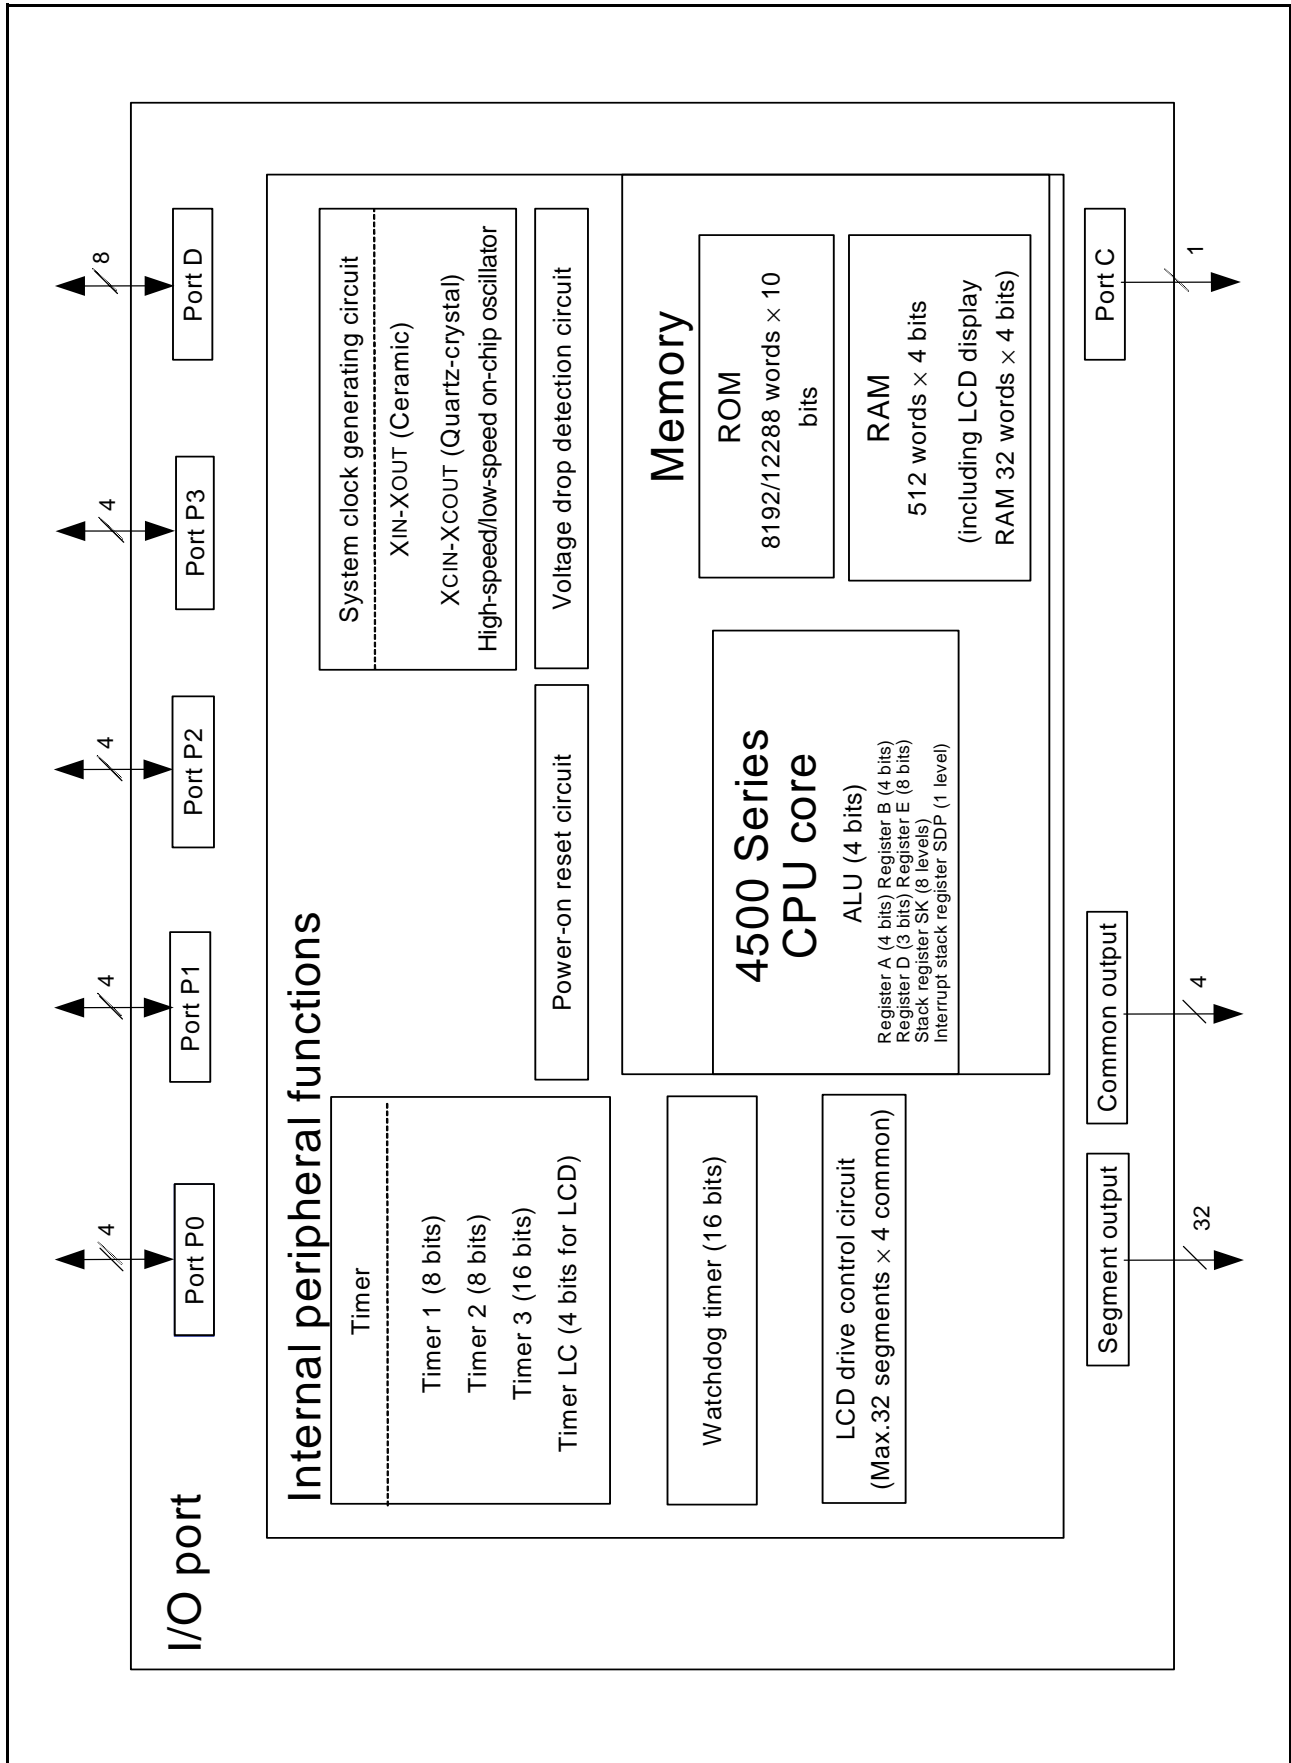 I/O port
4
Port P0
4
Port P1
4
Port P2
4
Port P3
8
Port D
Internal peripheral functions
Timer
Timer 1 (8 bits)
Timer 2 (8 bits)
Timer 3 (16 bits)
Timer LC (4 bits for LCD)
Watchdog timer (16 bits)
LCD drive control circuit
(Max.32 segments × 4 common)
Power-on reset circuit
System clock generating circuit
XIN-XOUT (Ceramic)
XCIN-XCOUT (Quartz-crystal)
High-speed/low-speed on-chip oscillator
Voltage drop detection circuit
4500 Series
CPU core
ALU (4 bits)
Register A (4 bits) Register B (4 bits)
Register D (3 bits) Register E (8 bits)
Stack register SK (8 levels)
Interrupt stack register SDP (1 level)
Memory
ROM
8192/12288 words × 10
bits
RAM
512 words × 4 bits
(including LCD display
RAM 32 words × 4 bits)
Segment output
32
Common output
4
Port C
1